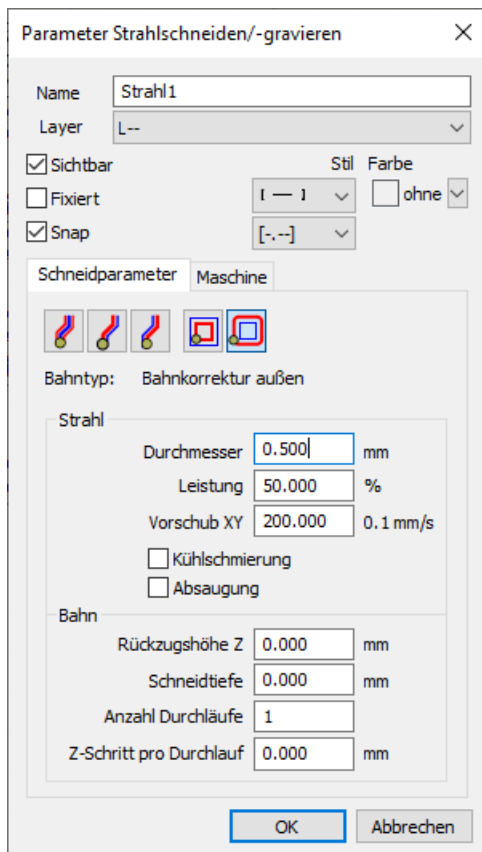 Parameter Strahlschneiden/-gravieren
Name Strahl1
Layer L--
Sichtbar Stil Farbe
Fixiert [ — ] ohne
Snap [-.--]
Schneidparameter Maschine
Bahntyp: Bahnkorrektur außen
Strahl
Durchmesser 0.500 mm
Leistung 50.000 %
Vorschub XY 200.000 0.1 mm/s
Kühlschmierung
Absaugung
Bahn
Rückzugshöhe Z 0.000 mm
Schneidtiefe 0.000 mm
Anzahl Durchläufe 1
Z-Schritt pro Durchlauf 0.000 mm
OK Abbrechen